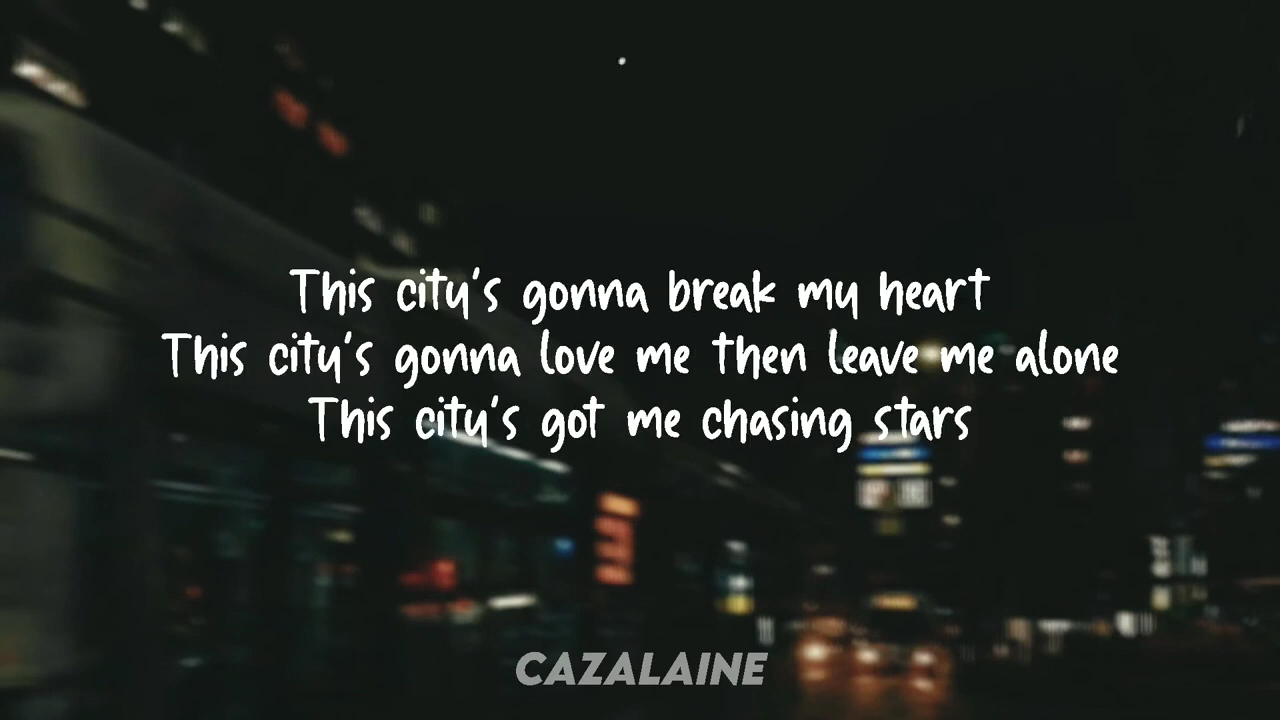 This city's gonna break my heart
This city's gonna love me then leave me alone
This city's got me chasing stars
CAZALAINE